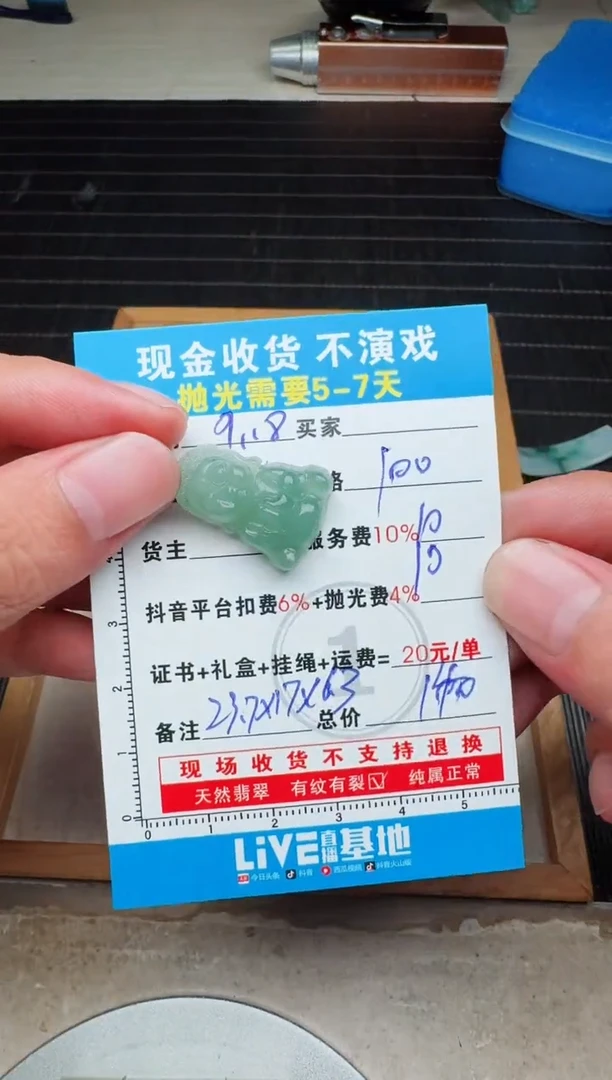 现金收货 不演戏
抛光需要5-7天
9.18 买家
格 100
货主 服务费10% 10
抖音平台扣费6%+抛光费4% 10
证书+礼盒+挂绳+运费= 20元/单
备注 23.7X17X6.3 总价 140
现场收货不支持退换
天然翡翠 有纹有裂☑ 纯属正常
0 1 2 3 4 5
LIVE直播基地
今日头条 抖音 西瓜视频 抖音火山版